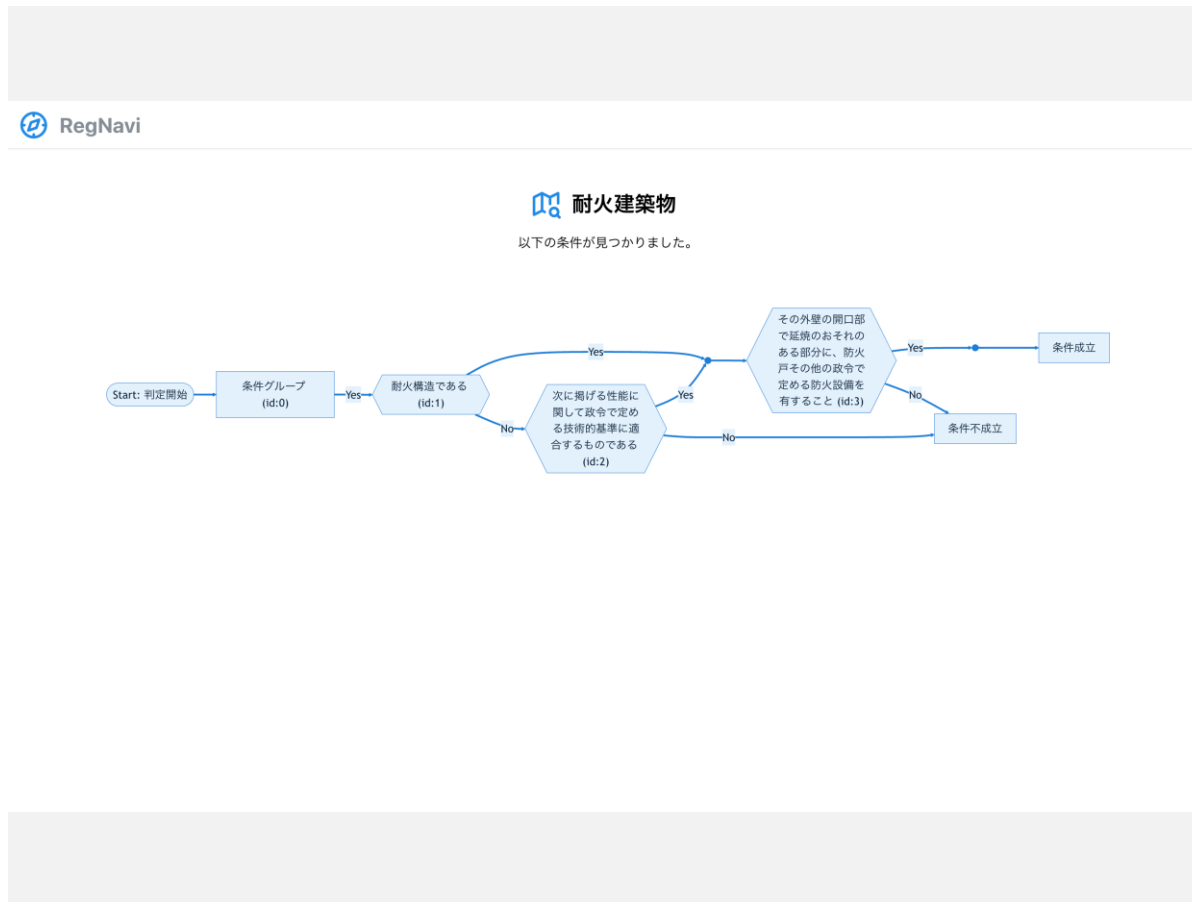 RegNavi
耐火建築物
以下の条件が見つかりました。
Start: 判定開始
条件グループ
(id:0)
Yes
耐火構造である
(id:1)
Yes
No
次に掲げる性能に
関して政令で定め
る技術的基準に適
合するものである
(id:2)
Yes
No
その外壁の開口部
で延焼のおそれの
ある部分に、防火
戸その他の政令で
定める防火設備を
有すること (id:3)
Yes
No
条件成立
条件不成立